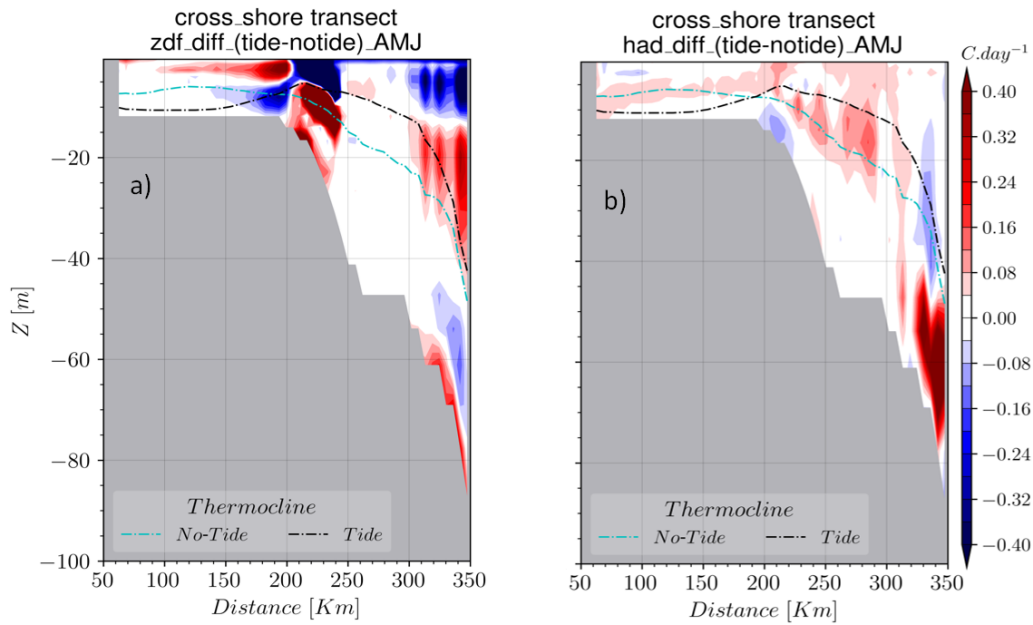 cross_shore transect
zdf_diff_(tide-notide)_AMJ
a)
Z [m]
−20
−40
−60
−80
−100
Thermocline
No-Tide
Tide
50
100
150
200
250
300
350
Distance [Km]
cross_shore transect
had_diff_(tide-notide)_AMJ
b)
Thermocline
No-Tide
Tide
50
100
150
200
250
300
350
Distance [Km]
C.day⁻¹
0.40
0.32
0.24
0.16
0.08
0.00
−0.08
−0.16
−0.24
−0.32
−0.40